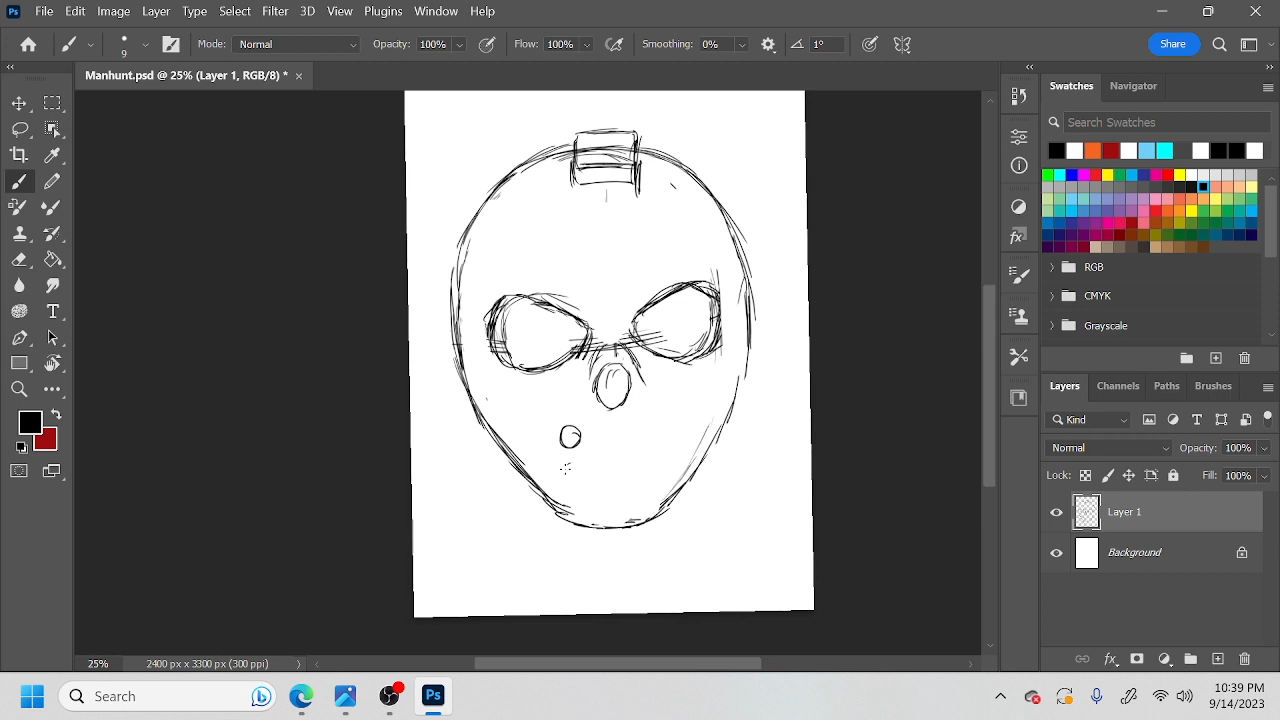 Ps File Edit Image Layer Type Select Filter 3D View Plugins Window Help
9 Mode: Normal Opacity: 100% Flow: 100% Smoothing: 0% 1° Share
Manhunt.psd @ 25% (Layer 1, RGB/8) *
Swatches Navigator
Search Swatches
RGB
CMYK
Grayscale
Layers Channels Paths Brushes
Kind
Normal Opacity: 100%
Lock: Fill: 100%
Layer 1
Background
25% 2400 px x 3300 px (300 ppi)
Search Ps 10:39 PM
9/14/2023